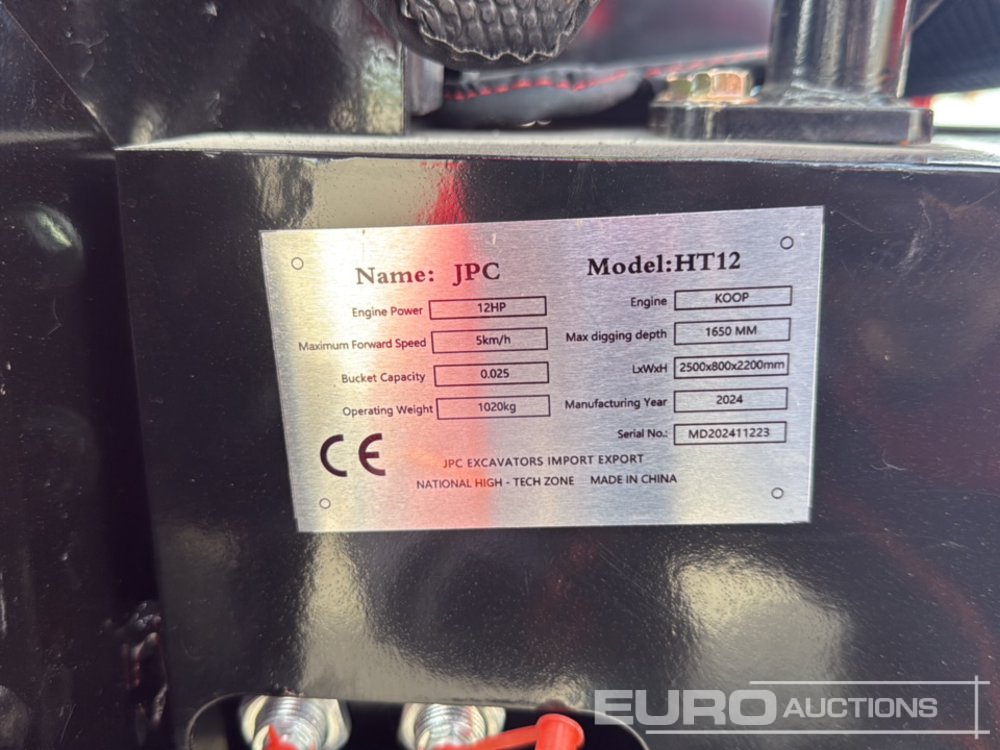 Name: JPC
Model:HT12
Engine Power 12HP
Maximum Forward Speed 5km/h
Bucket Capacity 0.025
Operating Weight 1020kg
Engine KOOP
Max digging depth 1650 MM
LxWxH 2500x800x2200mm
Manufacturing Year 2024
Serial No.: MD202411223
CE
JPC EXCAVATORS IMPORT EXPORT
NATIONAL HIGH - TECH ZONE MADE IN CHINA
EURO AUCTIONS